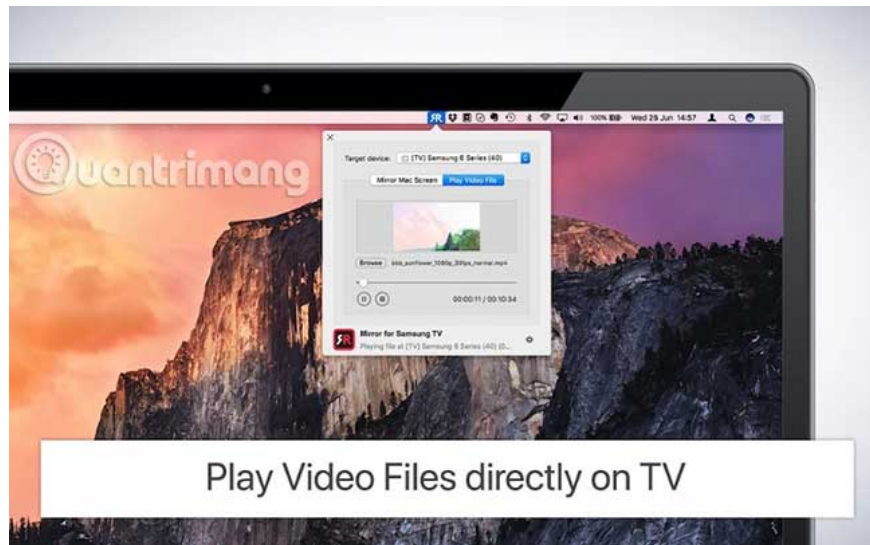 100% Wed 28 Jun 14:57
Quantrimang
Target device: [TV] Samsung 6 Series (40)
Mirror Mac Screen Play Video File
Browse bbb_sunflower_1080p_30fps_normal.mp4
00:00:11 / 00:10:34
Mirror for Samsung TV
Playing file at [TV] Samsung 6 Series (40) (0...
Play Video Files directly on TV